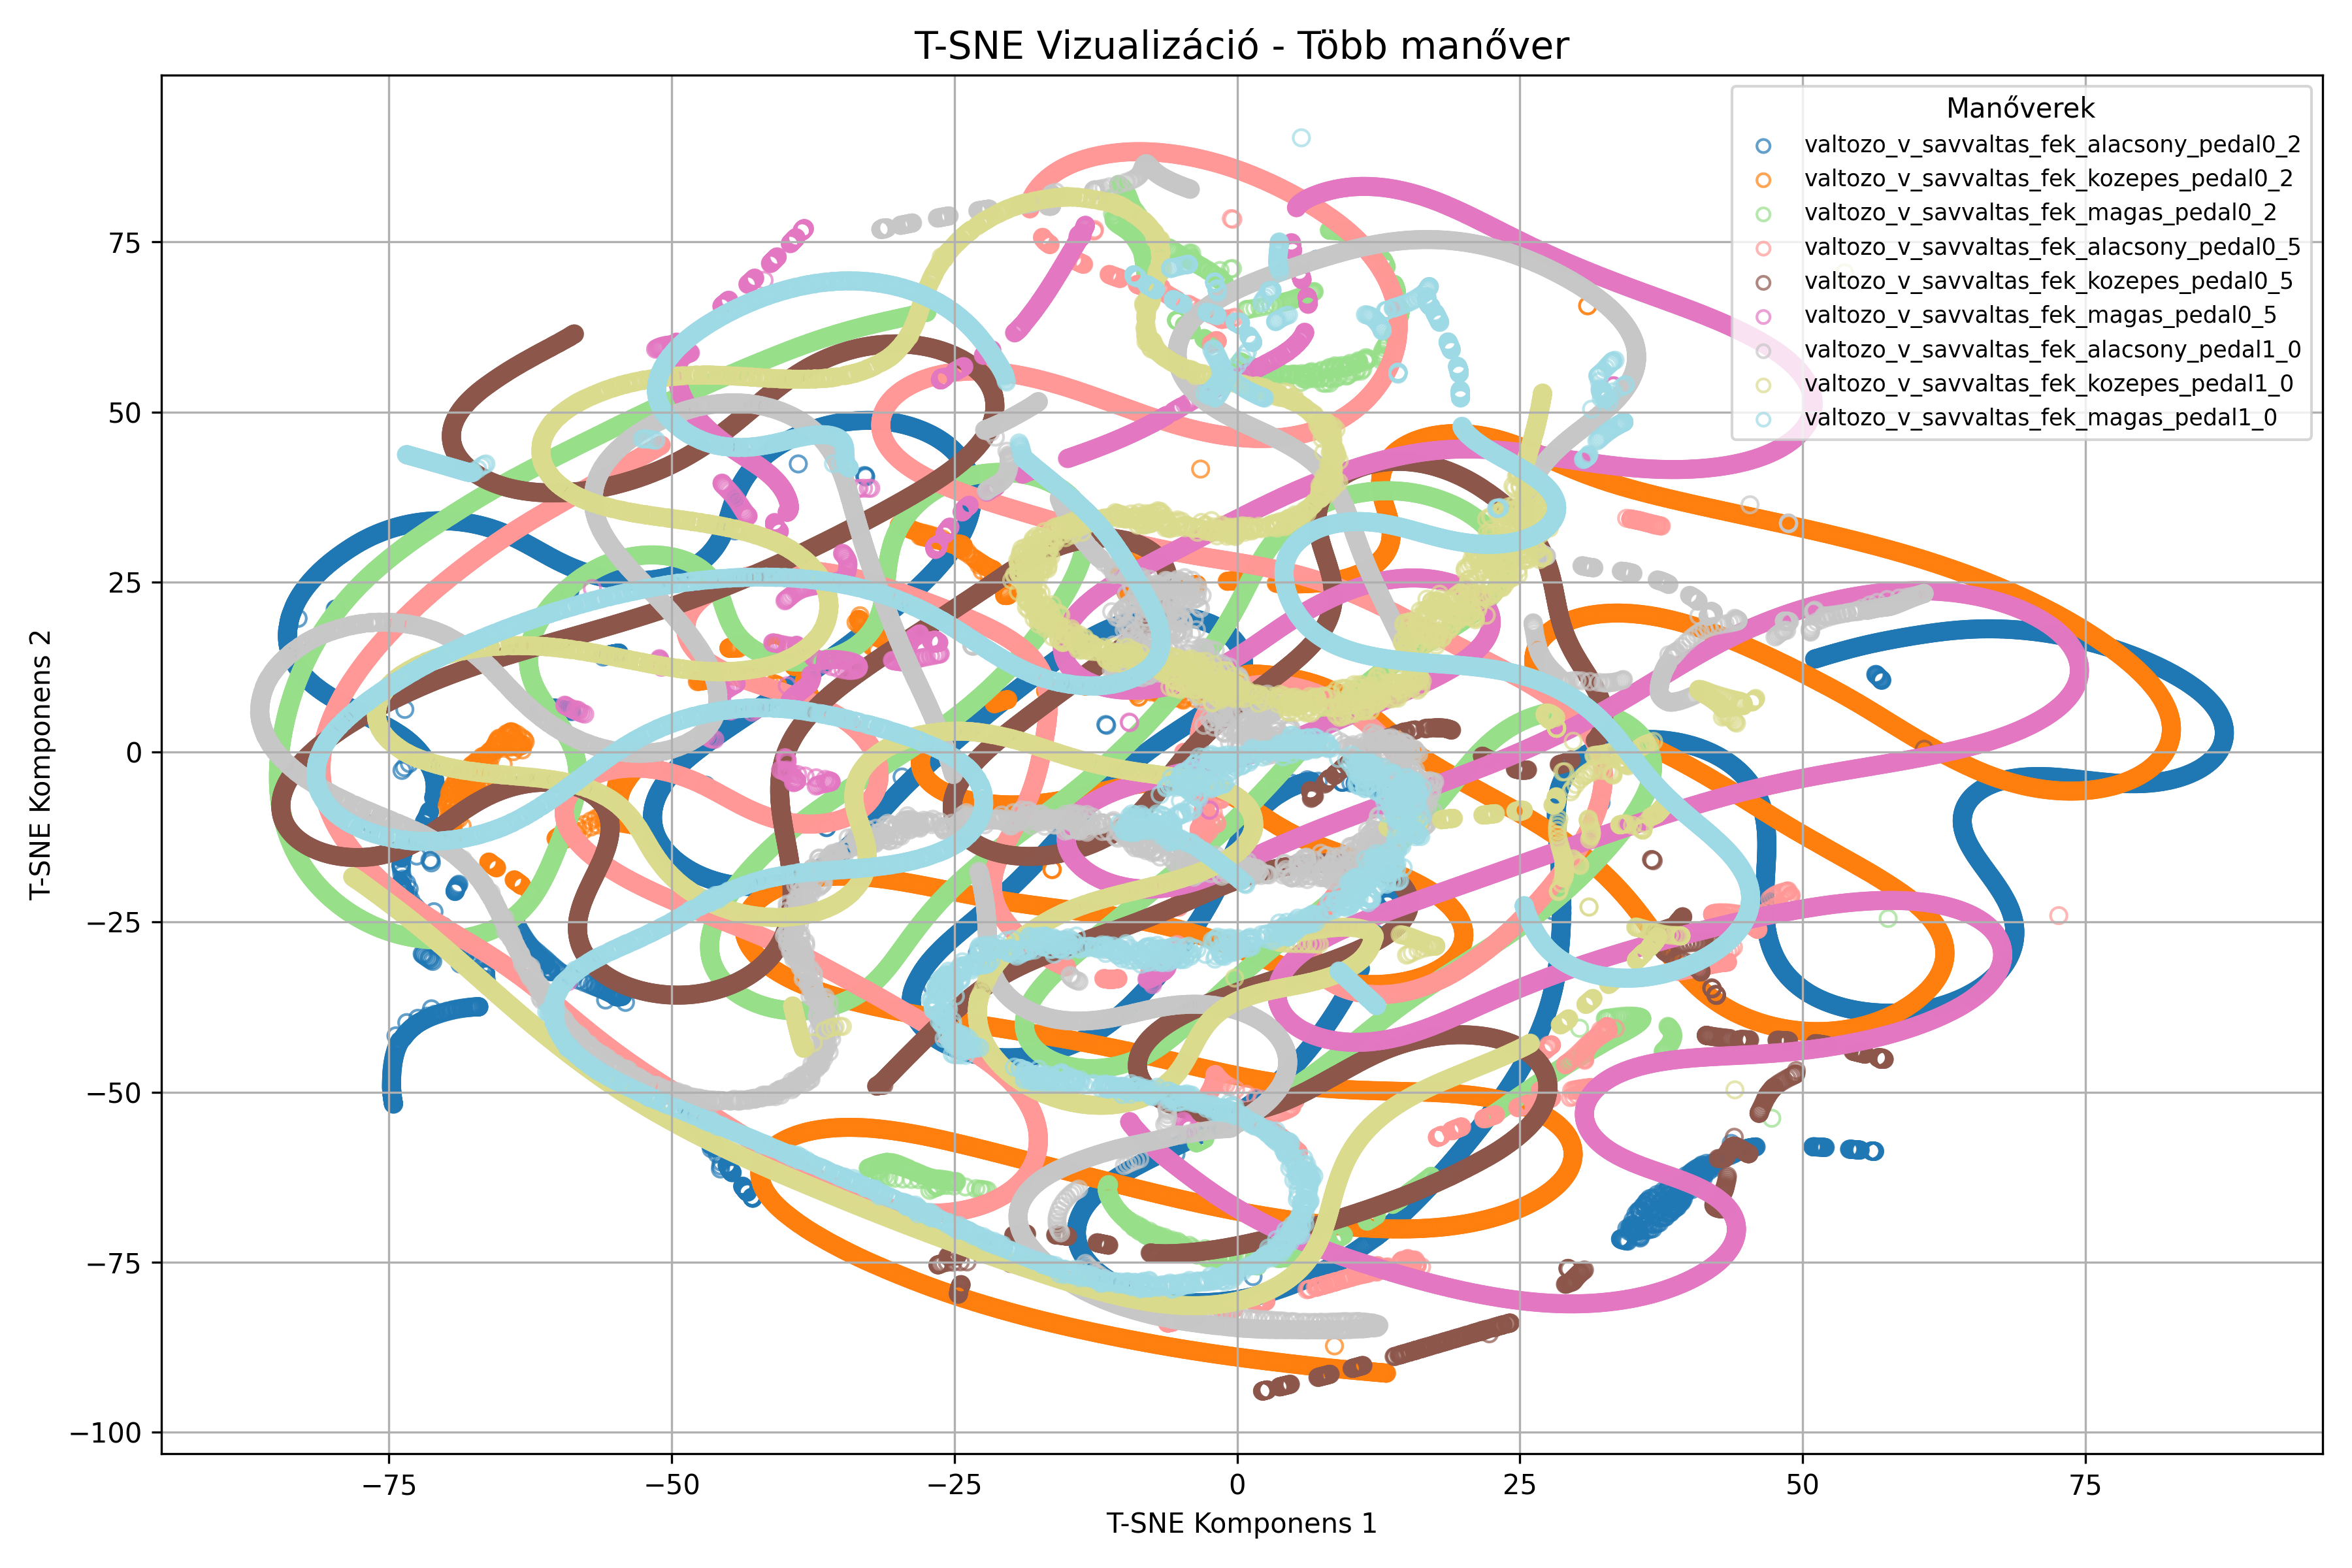 T-SNE Vizualizáció - Több manőver
Manőverek
valtozo_v_savvaltas_fek_alacsony_pedal0_2
valtozo_v_savvaltas_fek_kozepes_pedal0_2
valtozo_v_savvaltas_fek_magas_pedal0_2
valtozo_v_savvaltas_fek_alacsony_pedal0_5
valtozo_v_savvaltas_fek_kozepes_pedal0_5
valtozo_v_savvaltas_fek_magas_pedal0_5
valtozo_v_savvaltas_fek_alacsony_pedal1_0
valtozo_v_savvaltas_fek_kozepes_pedal1_0
valtozo_v_savvaltas_fek_magas_pedal1_0
T-SNE Komponens 2
75
50
25
0
−25
−50
−75
−100
−75 −50 −25 0 25 50 75
T-SNE Komponens 1